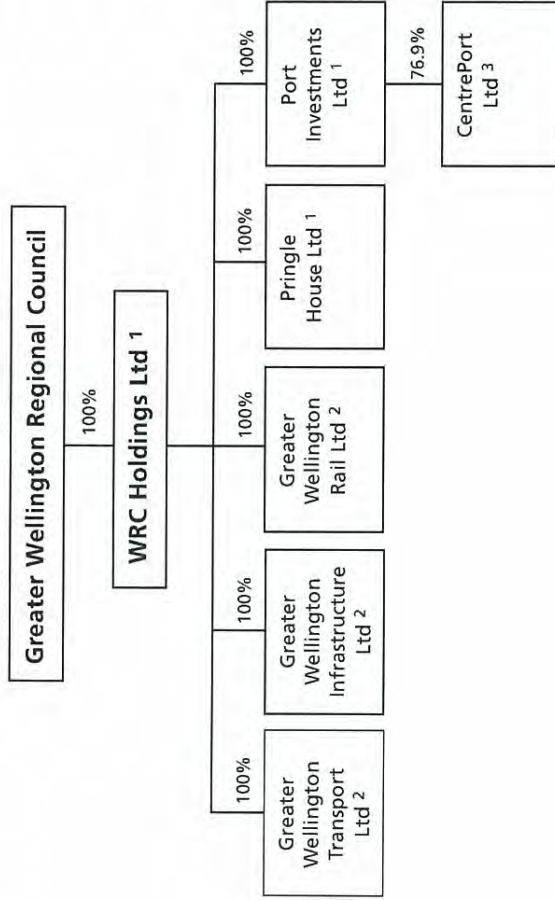 Greater Wellington Regional Council
100%
WRC Holdings Ltd 1
100%
100%
100%
100%
100%
Greater
Wellington
Transport
Ltd 2
Greater
Wellington
Infrastructure
Ltd 2
Greater
Wellington
Rail Ltd 2
Pringle
House Ltd 1
Port
Investments
Ltd 1
76.9%
CentrePort
Ltd 3